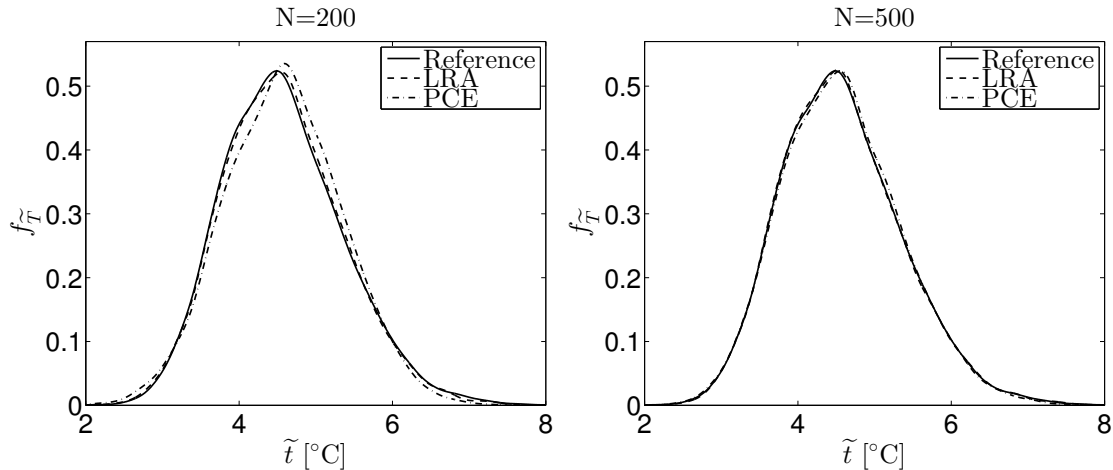 N=200
0.5
0.4
0.3
0.2
0.1
0
2
4
6
8
f_T̃
t̃ [°C]
Reference
LRA
PCE
N=500
0.5
0.4
0.3
0.2
0.1
0
2
4
6
8
f_T̃
t̃ [°C]
Reference
LRA
PCE